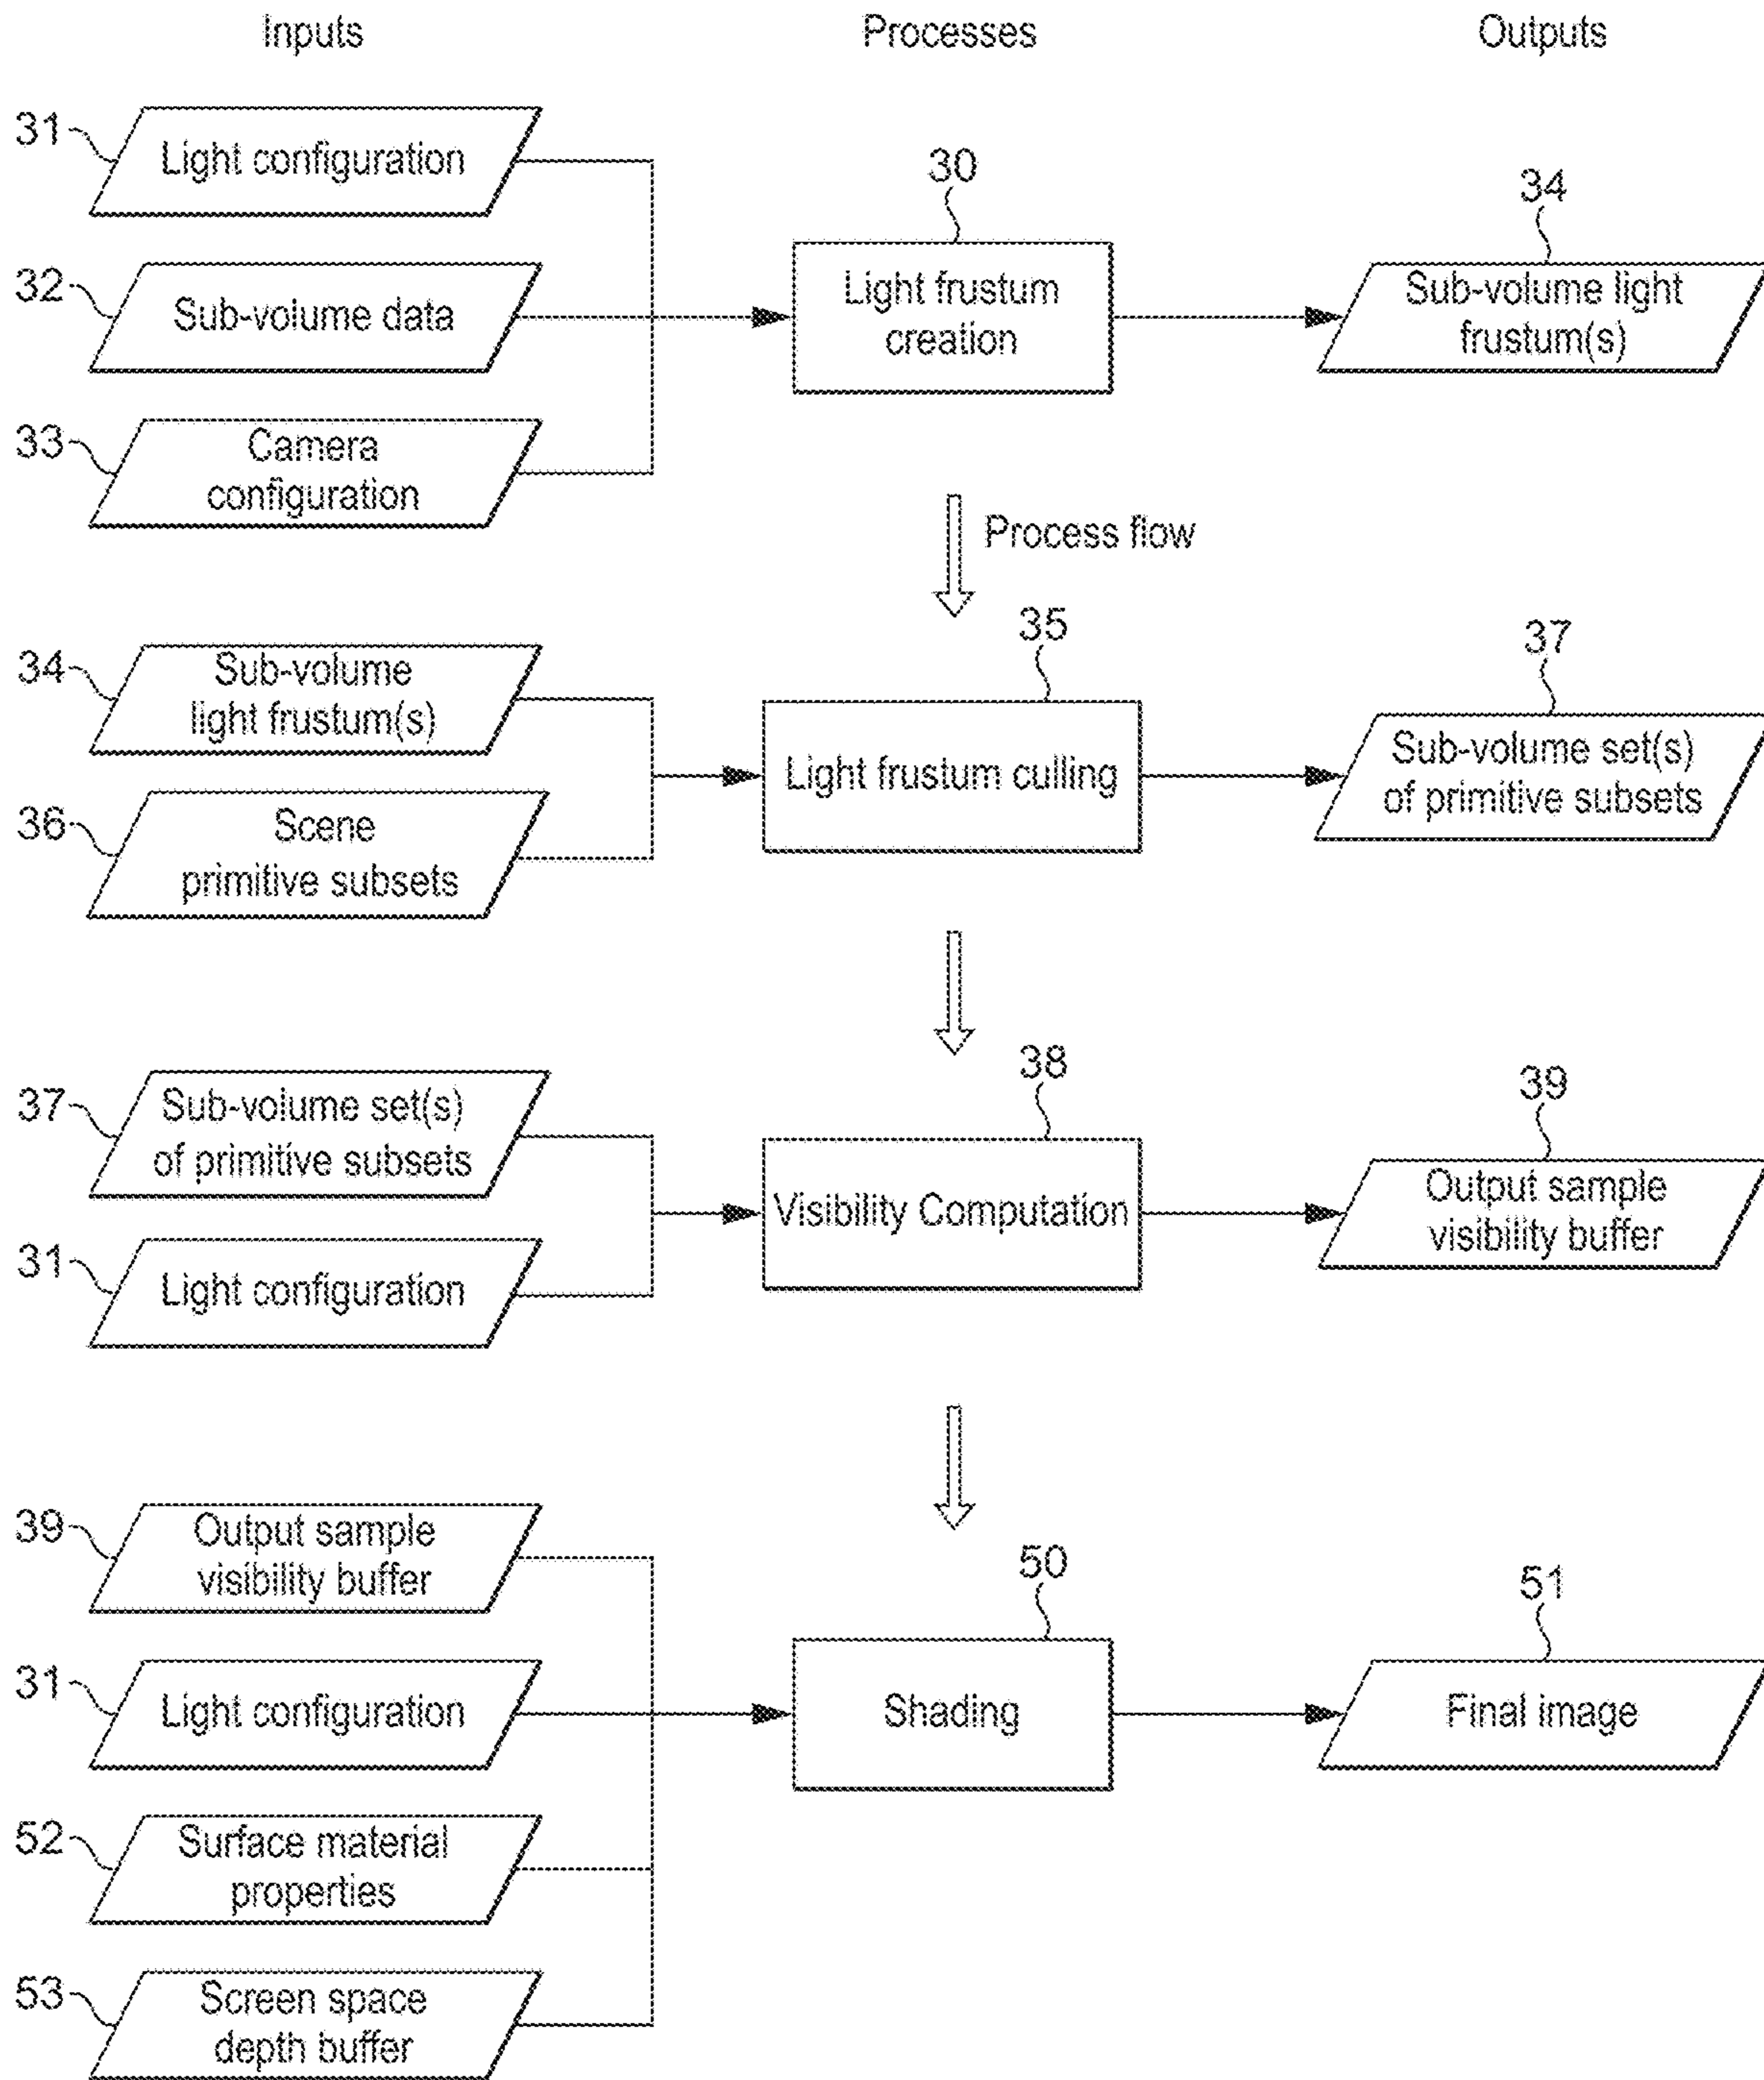 Inputs
Processes
Outputs
31
Light configuration
32
Sub-volume data
33
Camera
configuration
30
Light frustum
creation
34
Sub-volume light
frustum(s)
Process flow
34
Sub-volume
light frustum(s)
36
Scene
primitive subsets
35
Light frustum culling
37
Sub-volume set(s)
of primitive subsets
37
Sub-volume set(s)
of primitive subsets
31
Light configuration
38
Visibility Computation
39
Output sample
visibility buffer
39
Output sample
visibility buffer
31
Light configuration
52
Surface material
properties
53
Screen space
depth buffer
50
Shading
51
Final image